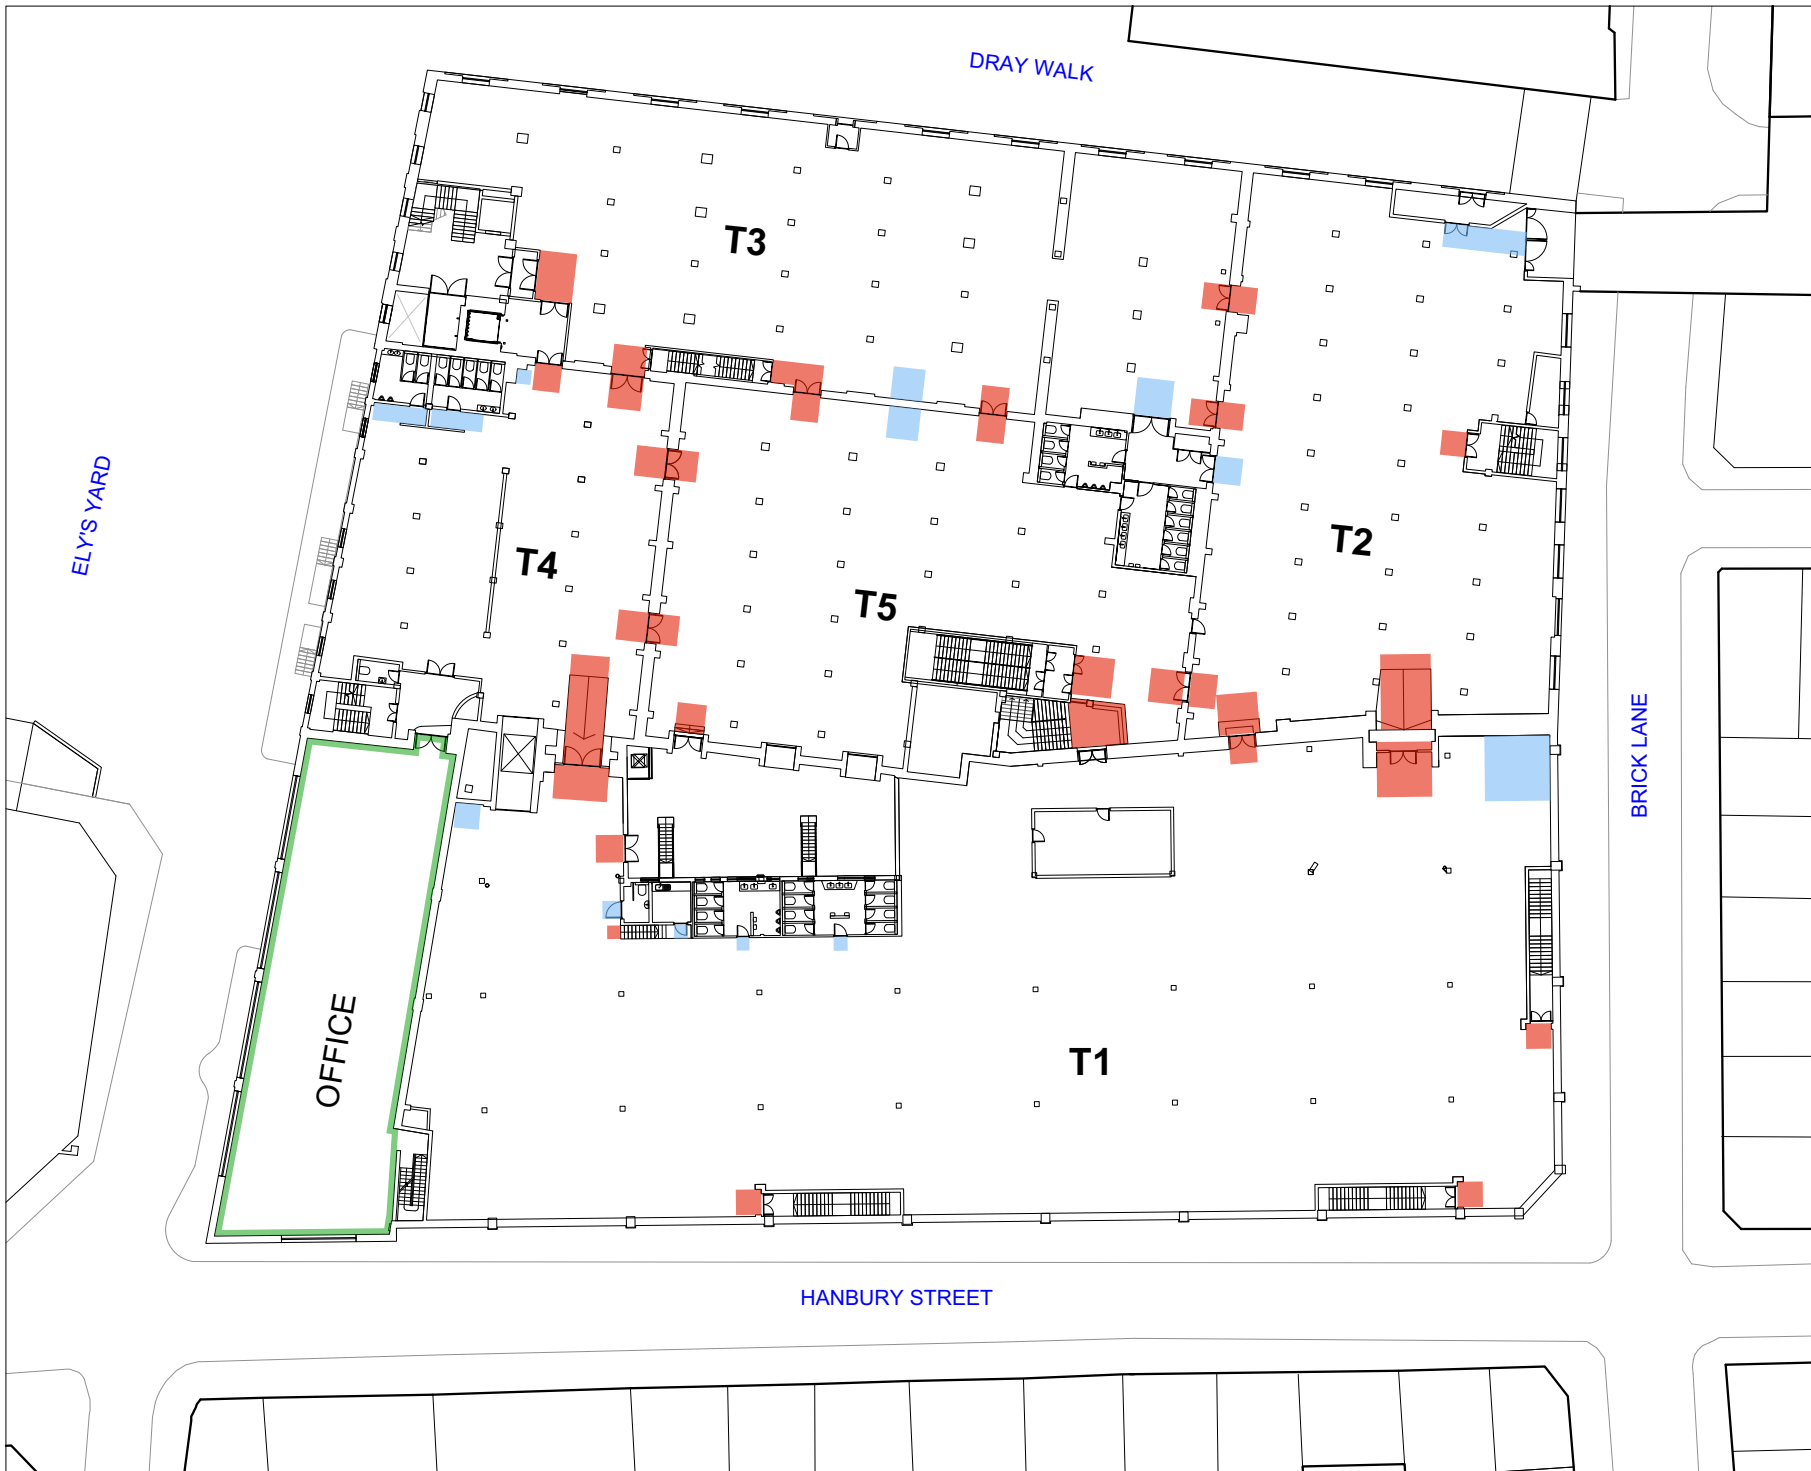 DRAY WALK
T3
ELY'S YARD
T4
T5
T2
BRICK LANE
OFFICE
T1
HANBURY STREET